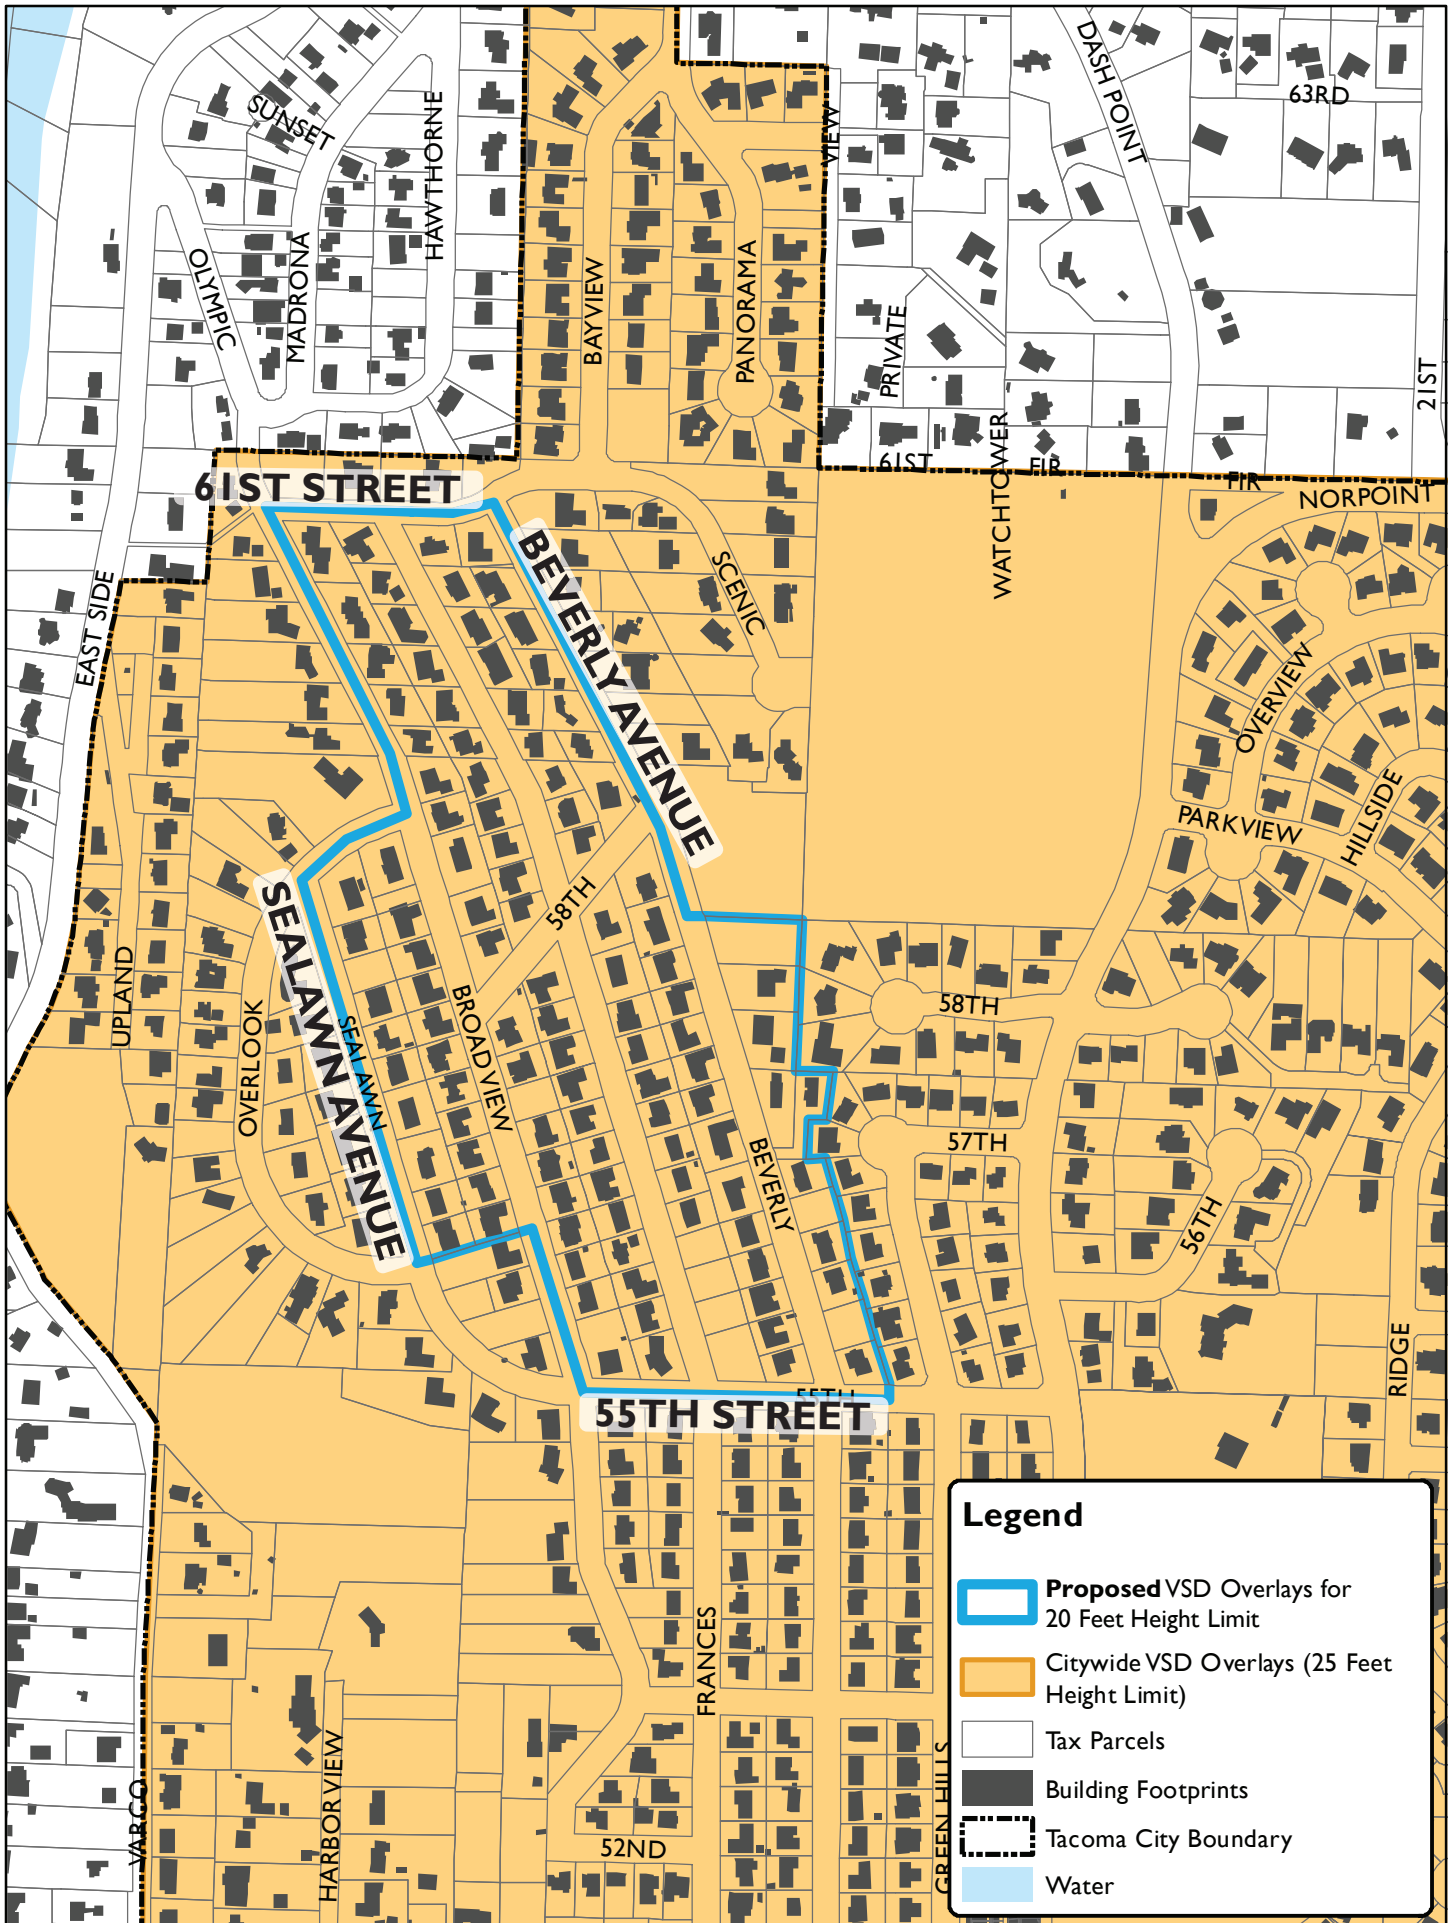 DASH POINT
63RD
SUNSET
HAWTHORNE
VIEW
OLYMPIC
MADRONA
BAYVIEW
PANORAMA
PRIVATE
21ST
WATCHTOWER
61ST
FIR
FIR
NORPOINT
61ST STREET
BEVERLY AVENUE
SCENIC
EAST SIDE
OVERVIEW
PARKVIEW
HILLSIDE
58TH
SEALAWN AVENUE
SEALAWN
UPLAND
OVERLOOK
BROADVIEW
58TH
57TH
BEVERLY
56TH
RIDGE
55TH
55TH STREET
FRANCES
VARCO
HARBOR VIEW
52ND
GREEN HILLS
Legend
Proposed VSD Overlays for
20 Feet Height Limit
Citywide VSD Overlays (25 Feet
Height Limit)
Tax Parcels
Building Footprints
Tacoma City Boundary
Water